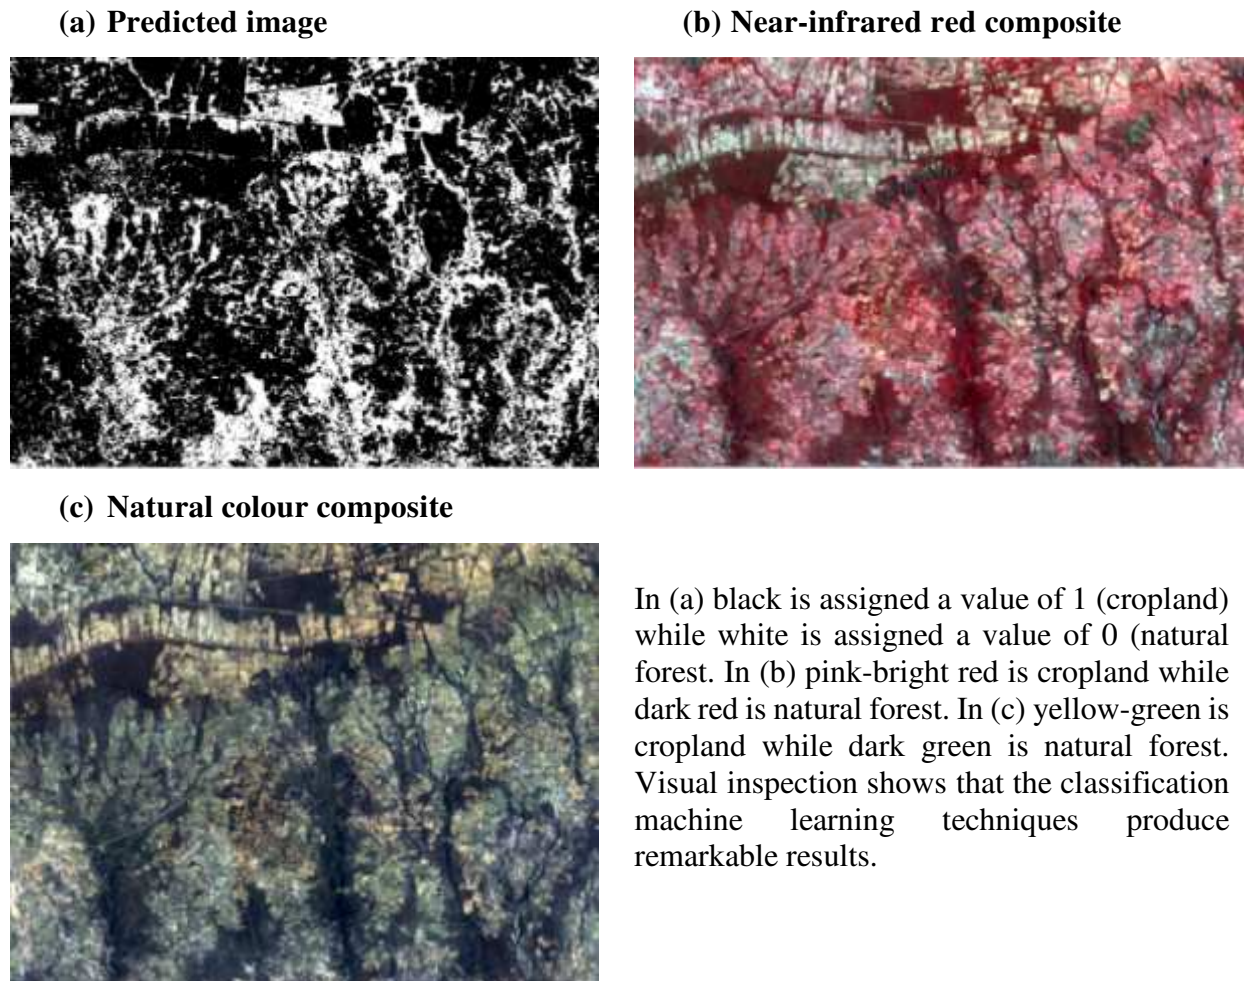 (a) Predicted image
(b) Near-infrared red composite
(c) Natural colour composite
In (a) black is assigned a value of 1 (cropland)
while white is assigned a value of 0 (natural
forest. In (b) pink-bright red is cropland while
dark red is natural forest. In (c) yellow-green is
cropland while dark green is natural forest.
Visual inspection shows that the classification
machine learning techniques produce
remarkable results.